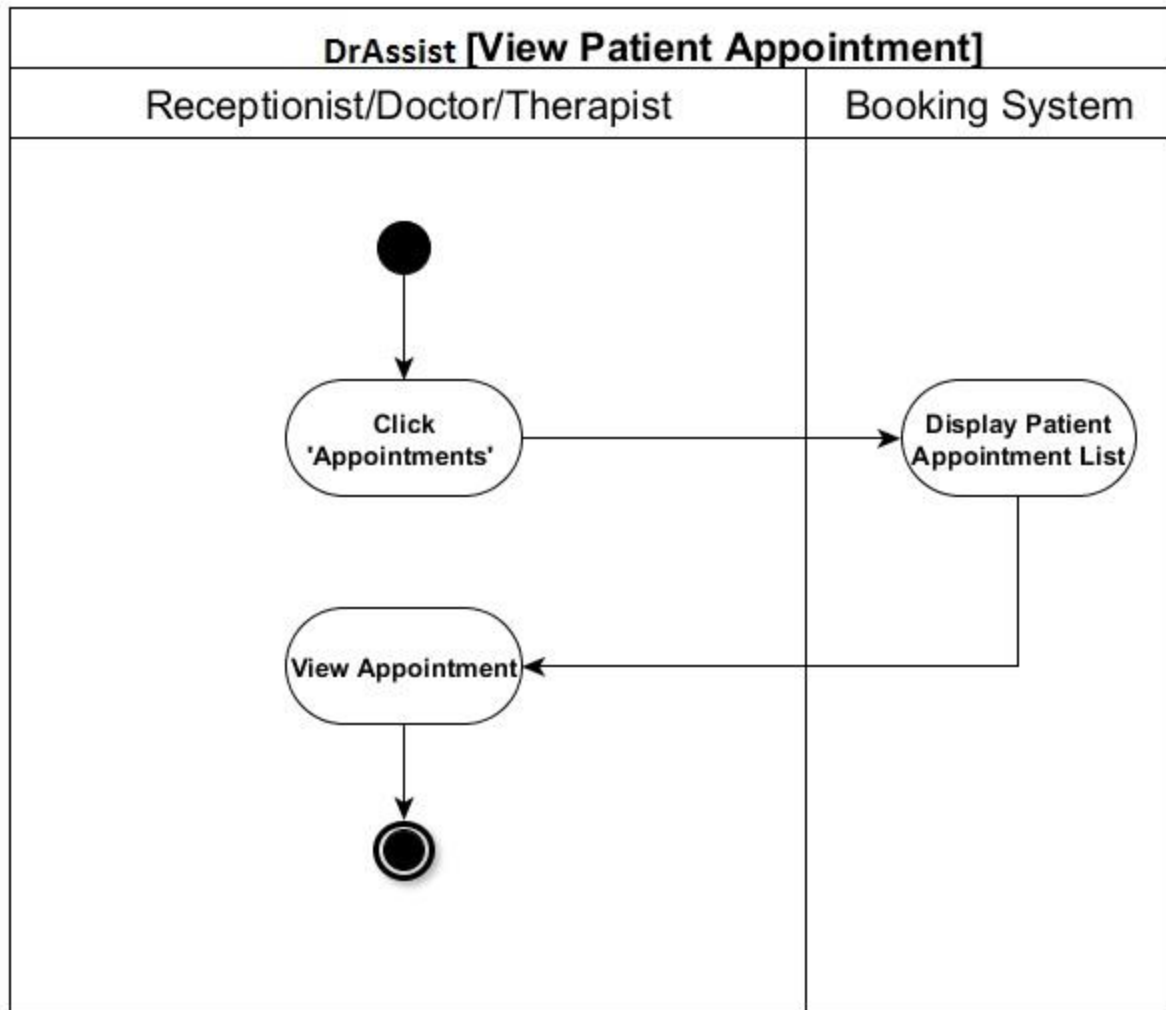 DrAssist [View Patient Appointment]
Receptionist/Doctor/Therapist
Booking System
Click
'Appointments'
Display Patient
Appointment List
View Appointment